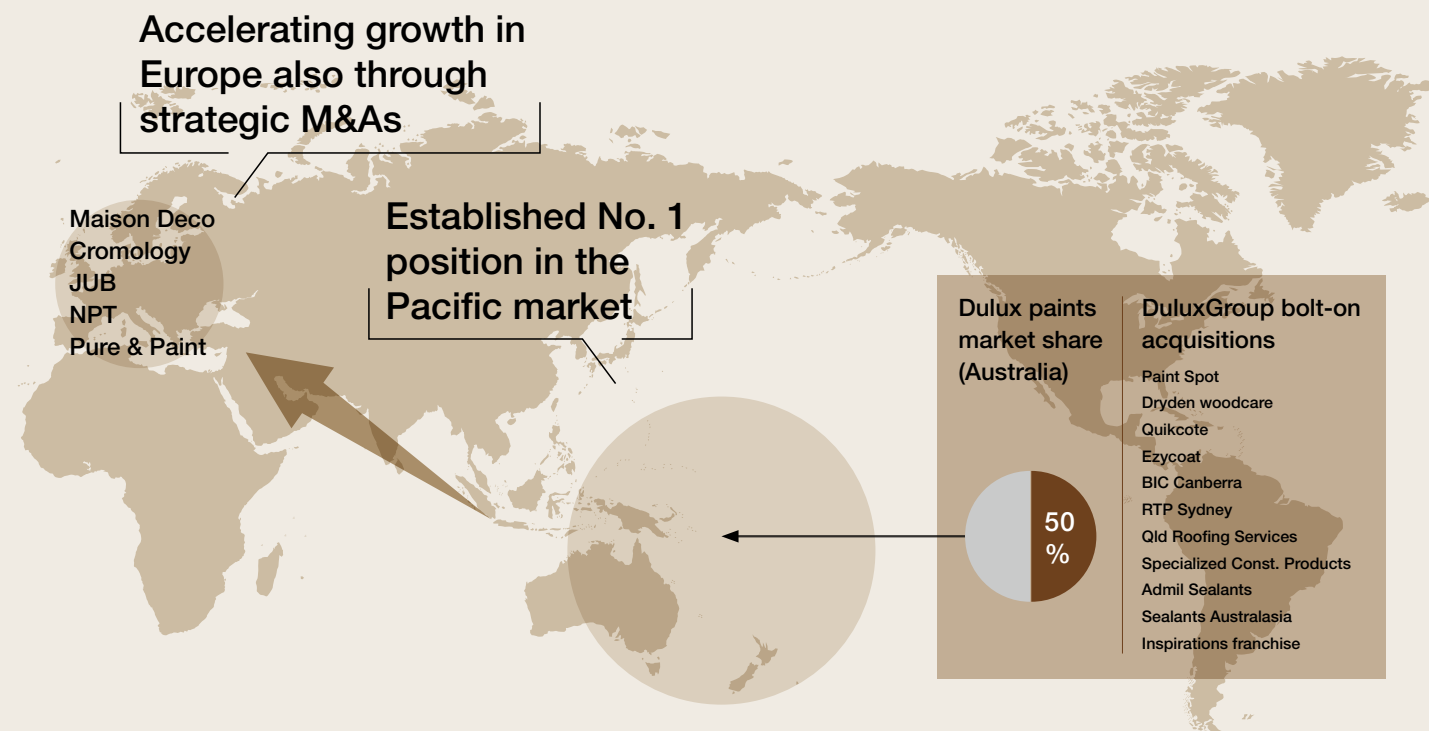 Accelerating growth in
Europe also through
strategic M&As
Maison Deco
Cromology
JUB
NPT
Pure & Paint
Established No. 1
position in the
Pacific market
Dulux paints
market share
(Australia)
50
%
DuluxGroup bolt-on
acquisitions
Paint Spot
Dryden woodcare
Quikcote
Ezycoat
BIC Canberra
RTP Sydney
Qld Roofing Services
Specialized Const. Products
Admil Sealants
Sealants Australasia
Inspirations franchise